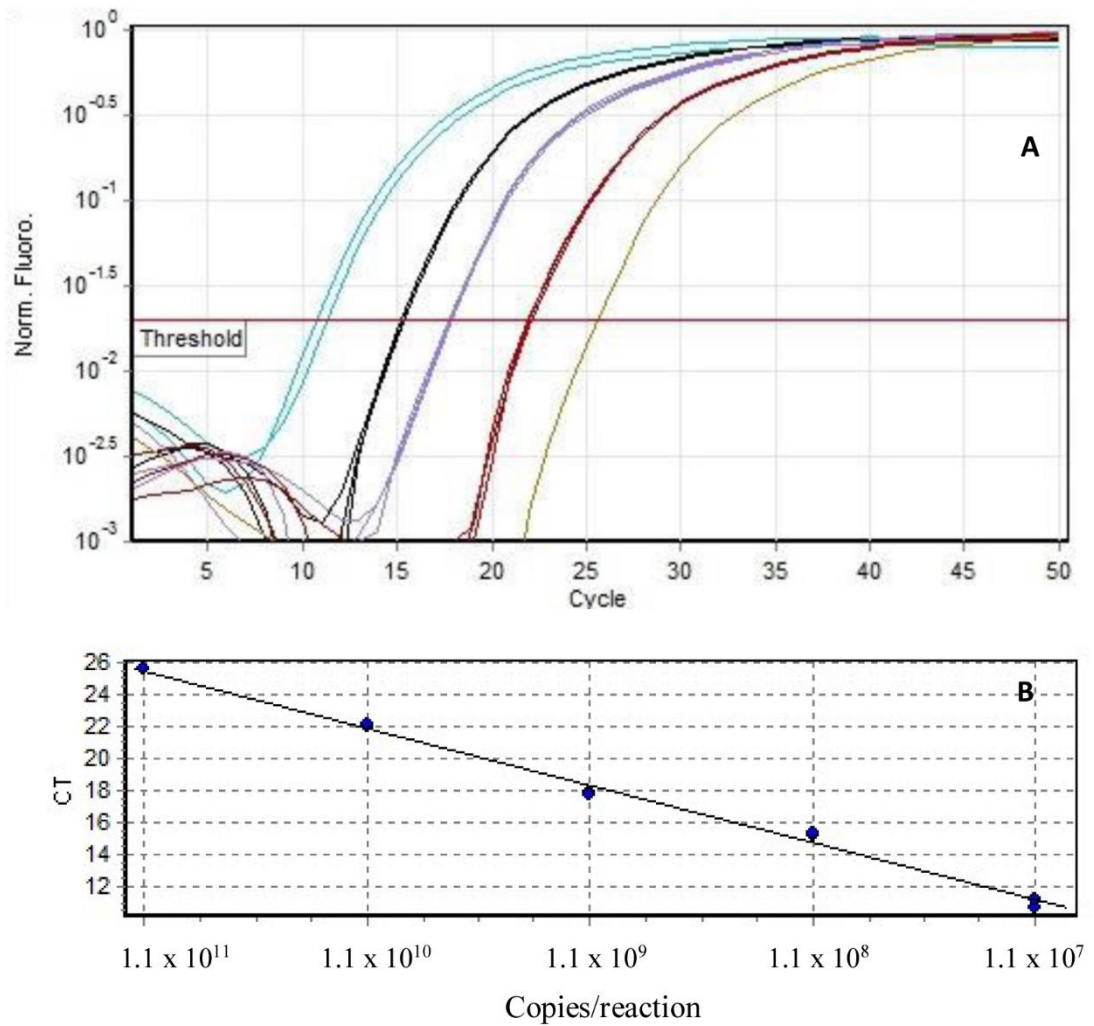 10^0
10^-0.5
10^-1
10^-1.5
10^-2
10^-2.5
10^-3
Norm. Fluoro.
A
Threshold
5 10 15 20 25 30 35 40 45 50
Cycle
26
24
22
20
18
16
14
12
CT
B
1.1 x 10^11 1.1 x 10^10 1.1 x 10^9 1.1 x 10^8 1.1 x 10^7
Copies/reaction